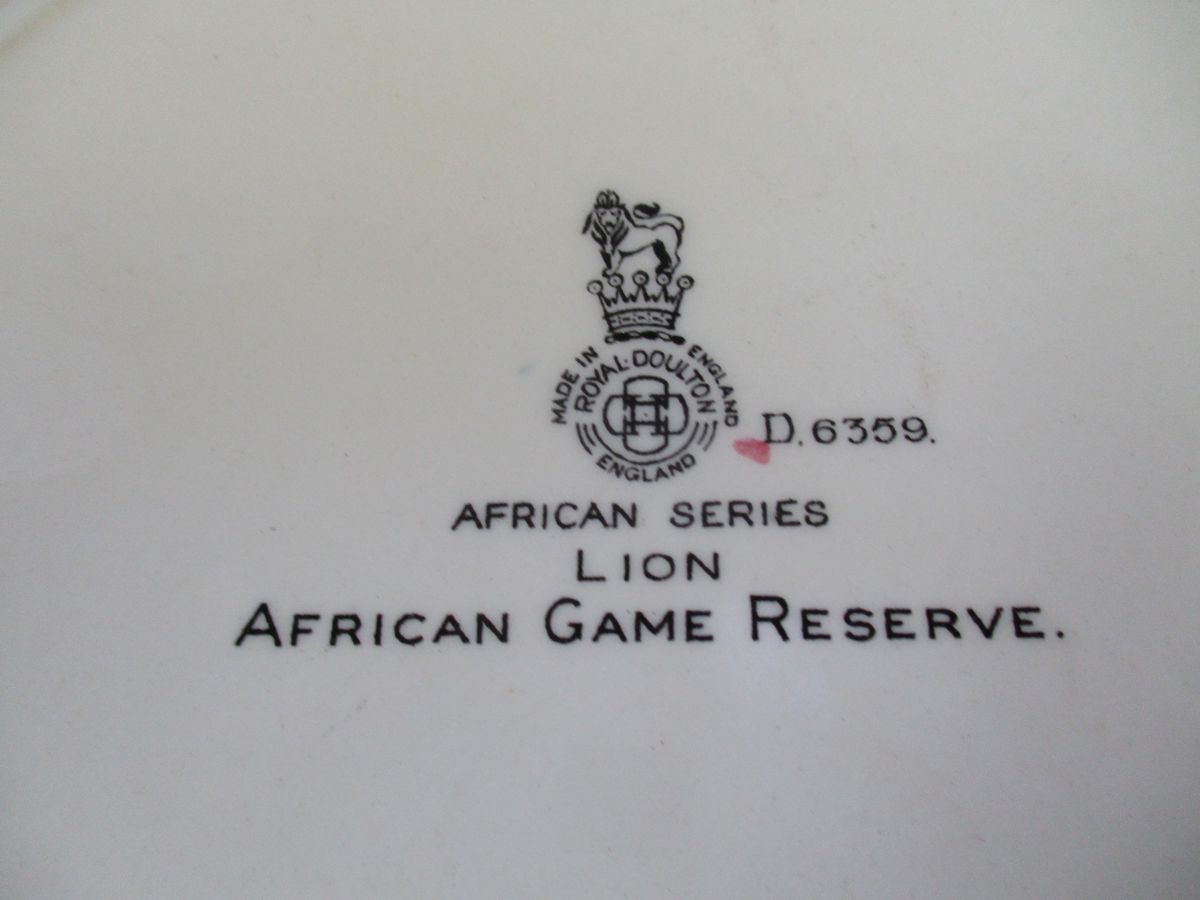 MADE IN ENGLAND
ROYAL·DOULTON
ENGLAND
D.6359.
AFRICAN SERIES
LION
AFRICAN GAME RESERVE.